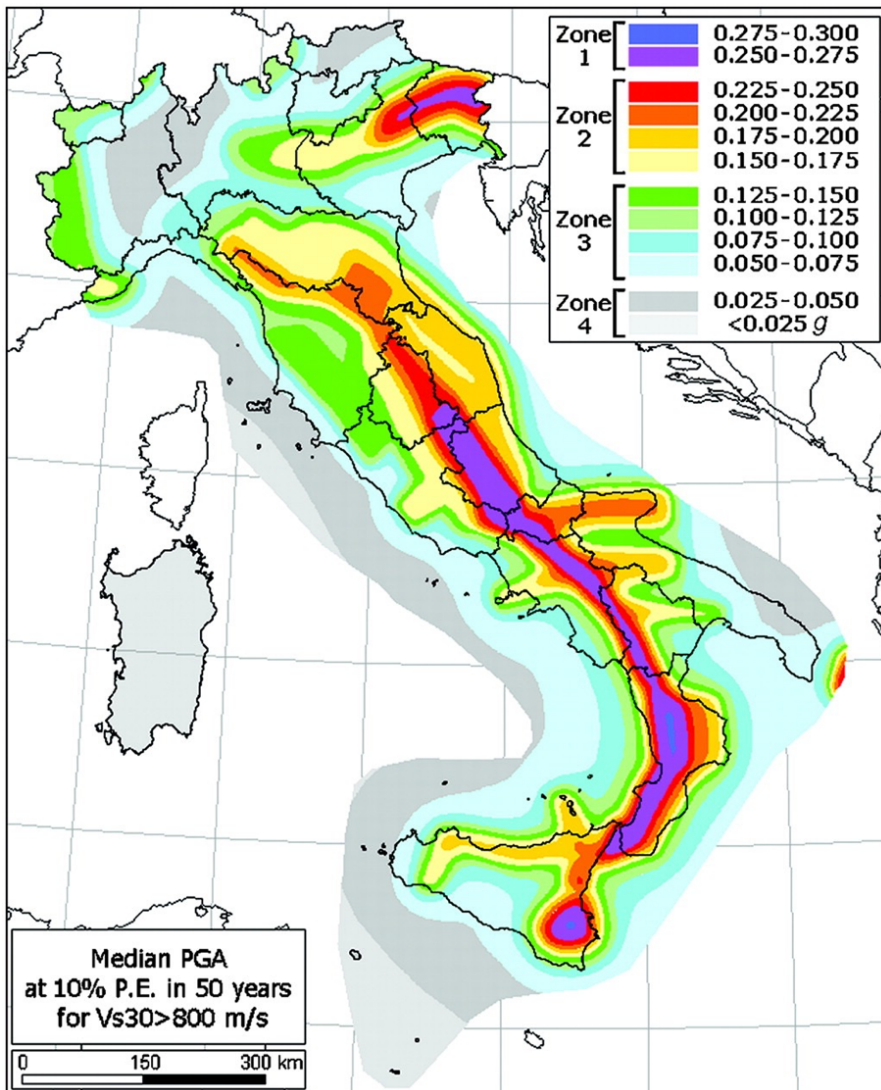 Zone 1
0.275-0.300
0.250-0.275
Zone 2
0.225-0.250
0.200-0.225
0.175-0.200
0.150-0.175
Zone 3
0.125-0.150
0.100-0.125
0.075-0.100
0.050-0.075
Zone 4
0.025-0.050
<0.025 g
Median PGA
at 10% P.E. in 50 years
for Vs30>800 m/s
0 150 300 km